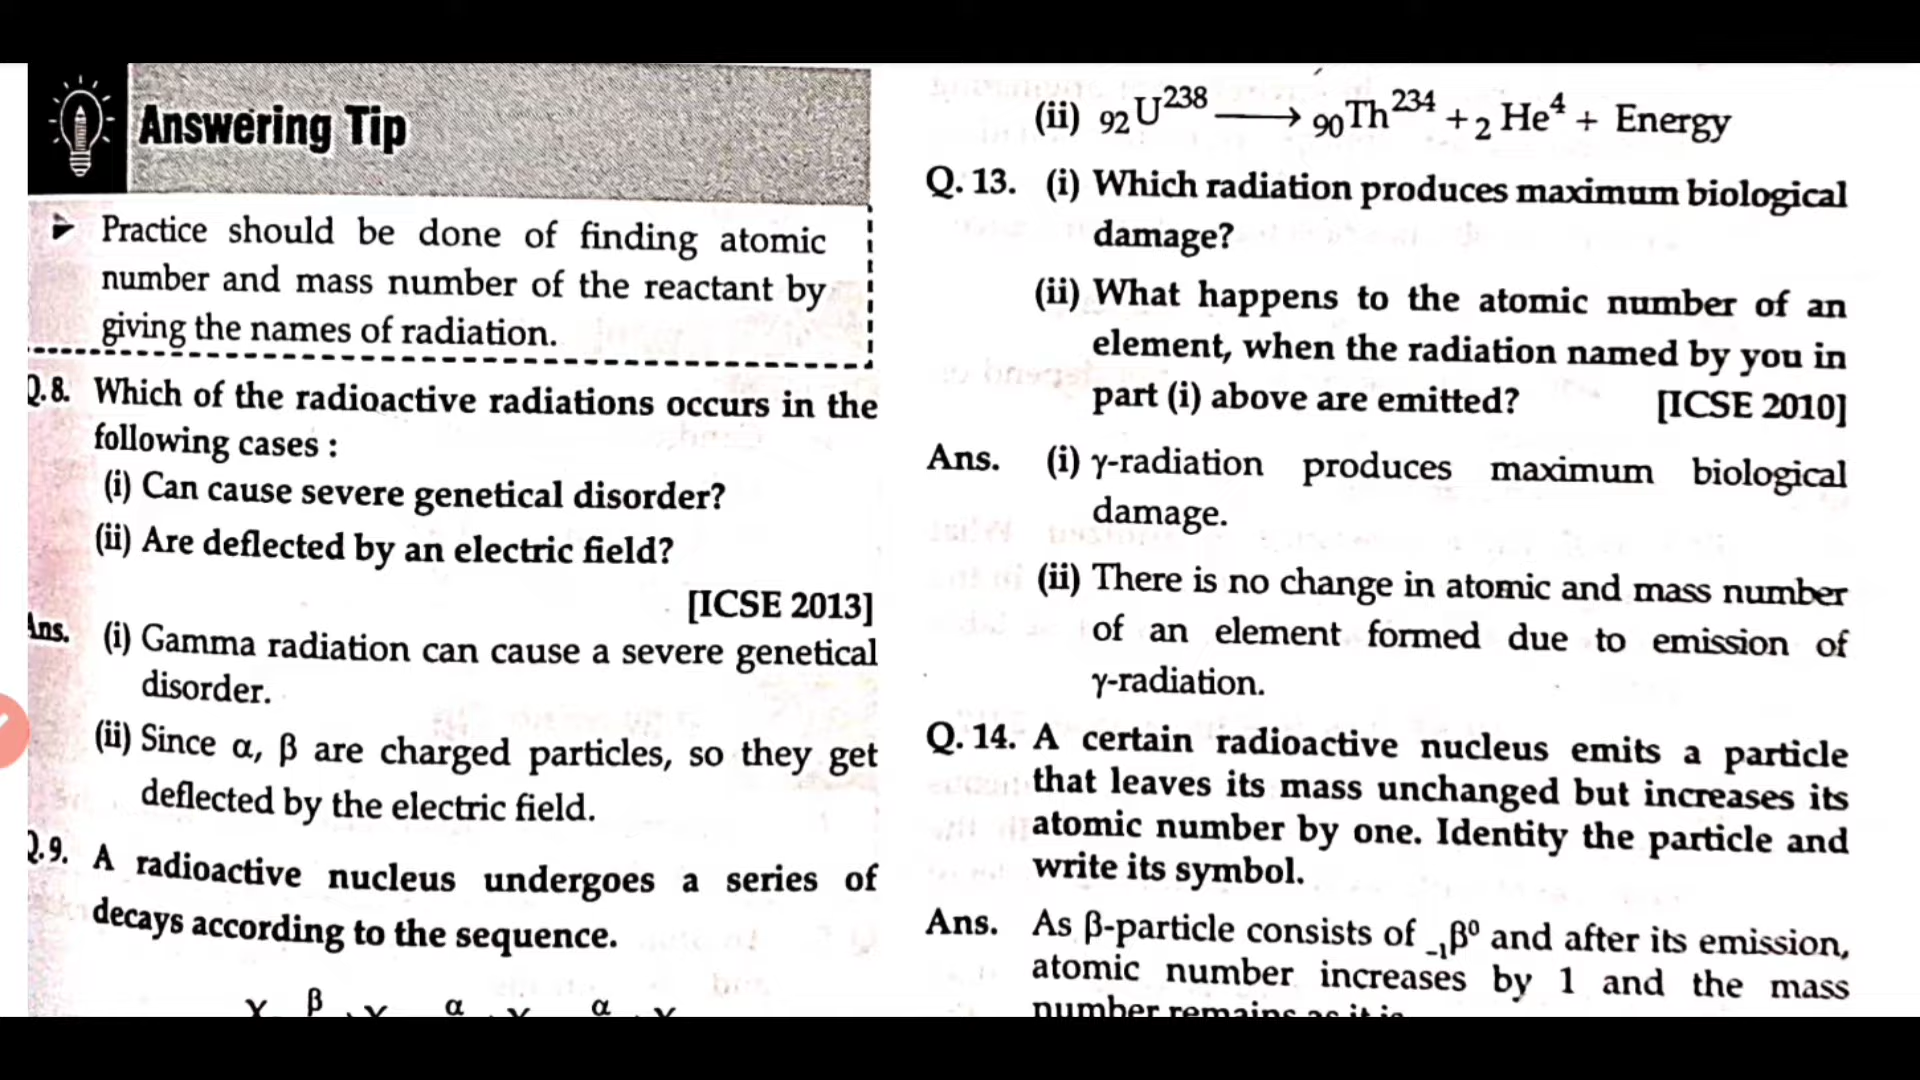 Answering Tip
Practice should be done of finding atomic
number and mass number of the reactant by
giving the names of radiation.
Q.8. Which of the radioactive radiations occurs in the
following cases :
(i) Can cause severe genetical disorder?
(ii) Are deflected by an electric field?
[ICSE 2013]
Ans. (i) Gamma radiation can cause a severe genetical
disorder.
(ii) Since α, β are charged particles, so they get
deflected by the electric field.
Q.9. A radioactive nucleus undergoes a series of
decays according to the sequence.
β α α
(ii) ₉₂U²³⁸ ⟶ ₉₀Th²³⁴ + ₂He⁴ + Energy
Q. 13. (i) Which radiation produces maximum biological
damage?
(ii) What happens to the atomic number of an
element, when the radiation named by you in
part (i) above are emitted? [ICSE 2010]
Ans. (i) γ-radiation produces maximum biological
damage.
(ii) There is no change in atomic and mass number
of an element formed due to emission of
γ-radiation.
Q. 14. A certain radioactive nucleus emits a particle
that leaves its mass unchanged but increases its
atomic number by one. Identity the particle and
write its symbol.
Ans. As β-particle consists of ₋₁β⁰ and after its emission,
atomic number increases by 1 and the mass
number remains as it is